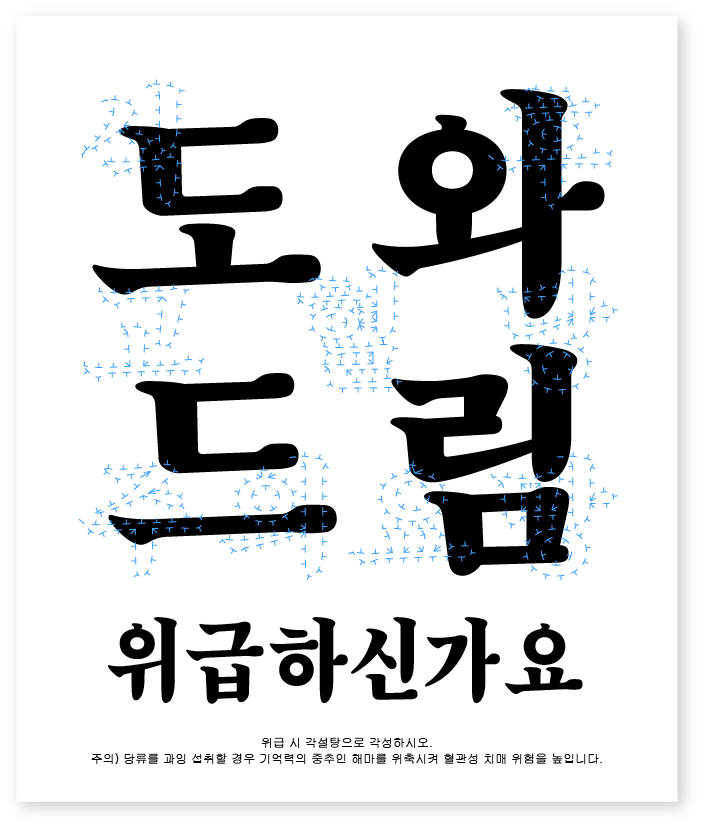 도와
드림
위급하신가요
위급 시 각설탕으로 각성하시오.
주의) 당류를 과잉 섭취할 경우 기억력의 중추인 해마를 위축시켜 혈관성 치매 위험을 높입니다.